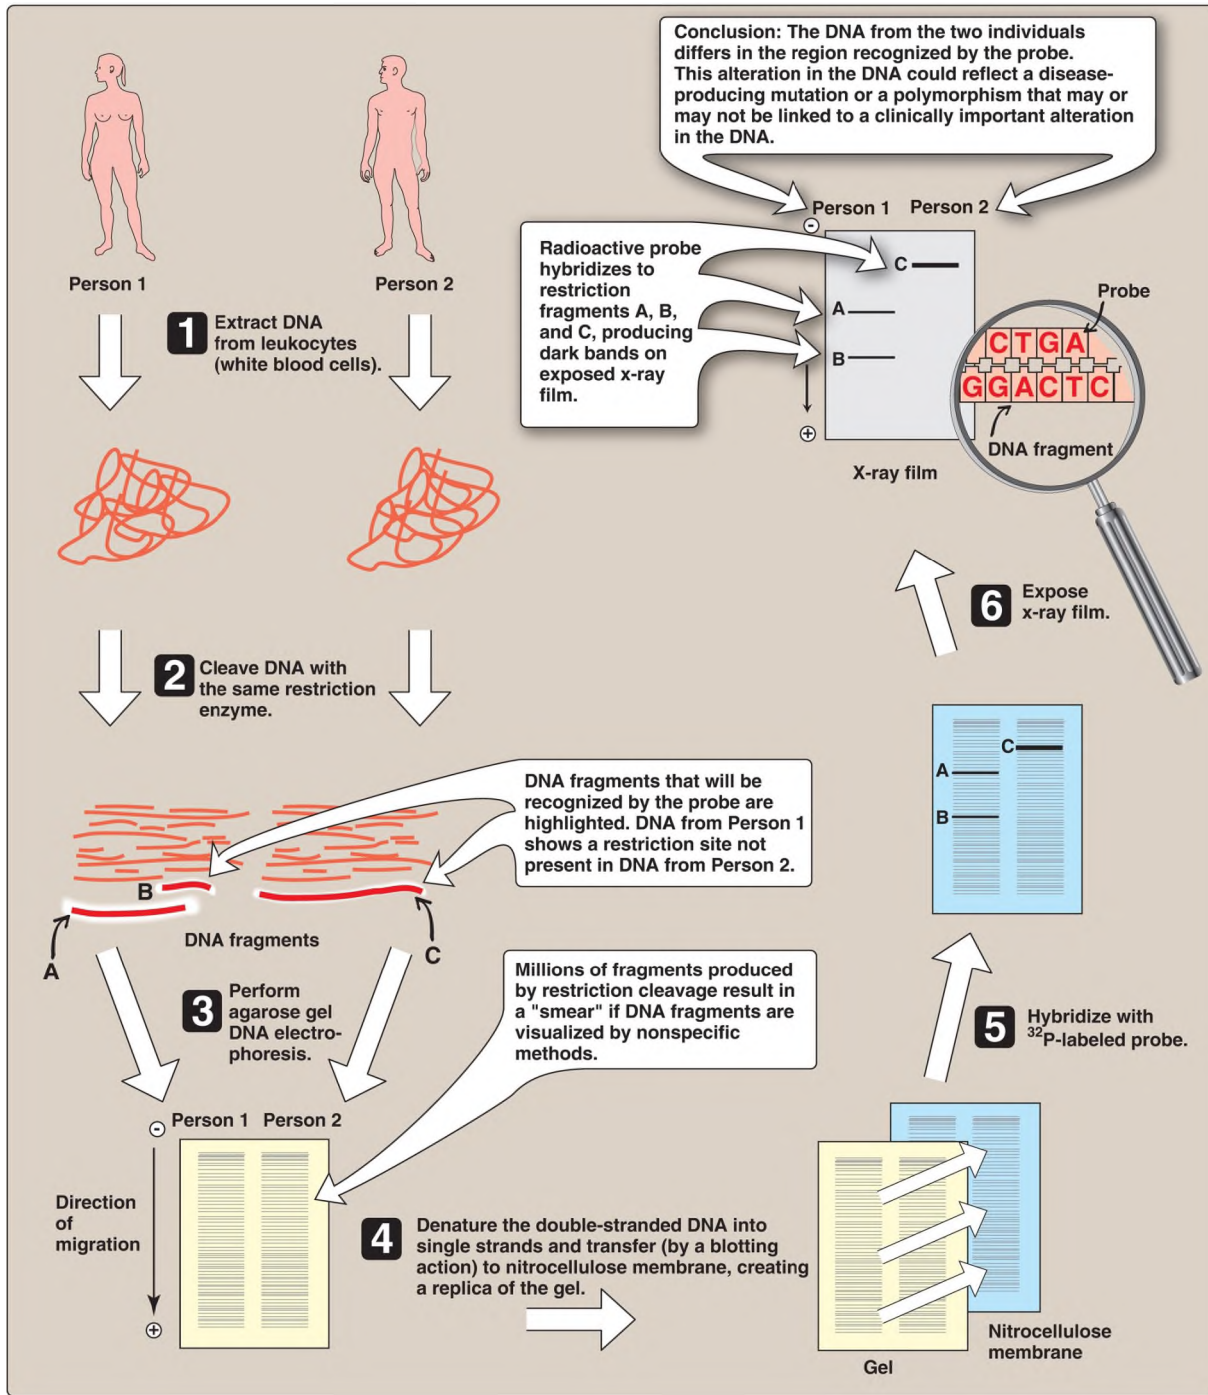 Person 1
Person 2
1
Extract DNA
from leukocytes
(white blood cells).
2
Cleave DNA with
the same restriction
enzyme.
DNA fragments that will be
recognized by the probe are
highlighted. DNA from Person 1
shows a restriction site not
present in DNA from Person 2.
B
A
C
DNA fragments
3
Perform
agarose gel
DNA electro-
phoresis.
Millions of fragments produced
by restriction cleavage result in
a "smear" if DNA fragments are
visualized by nonspecific
methods.
Person 1 Person 2
-
Direction
of
migration
+
4
Denature the double-stranded DNA into
single strands and transfer (by a blotting
action) to nitrocellulose membrane, creating
a replica of the gel.
Gel
Nitrocellulose
membrane
5
Hybridize with
³²P-labeled probe.
C
A
B
6
Expose
x-ray film.
Conclusion: The DNA from the two individuals
differs in the region recognized by the probe.
This alteration in the DNA could reflect a disease-
producing mutation or a polymorphism that may or
may not be linked to a clinically important alteration
in the DNA.
Person 1 Person 2
-
Radioactive probe
hybridizes to
restriction
fragments A, B,
and C, producing
dark bands on
exposed x-ray
film.
C
A
B
+
X-ray film
Probe
CTGA
GGACTC
DNA fragment